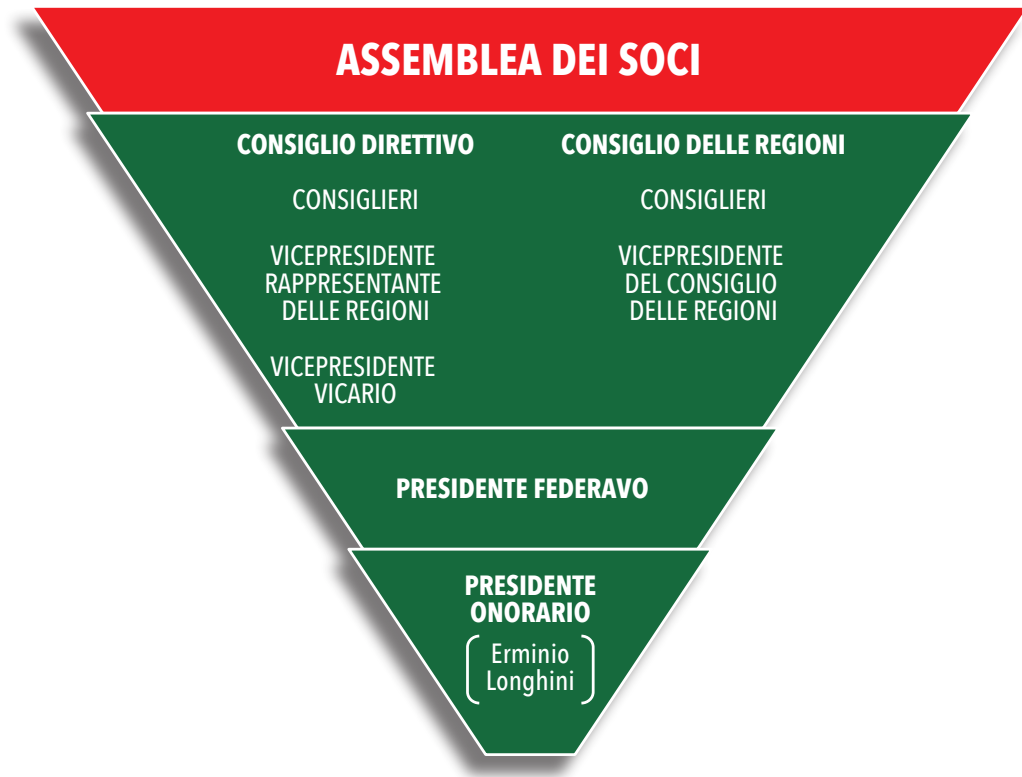 ASSEMBLEA DEI SOCI
CONSIGLIO DIRETTIVO
CONSIGLIERI
VICEPRESIDENTE
RAPPRESENTANTE
DELLE REGIONI
VICEPRESIDENTE
VICARIO
CONSIGLIO DELLE REGIONI
CONSIGLIERI
VICEPRESIDENTE
DEL CONSIGLIO
DELLE REGIONI
PRESIDENTE FEDERAVO
PRESIDENTE
ONORARIO
Erminio
Longhini